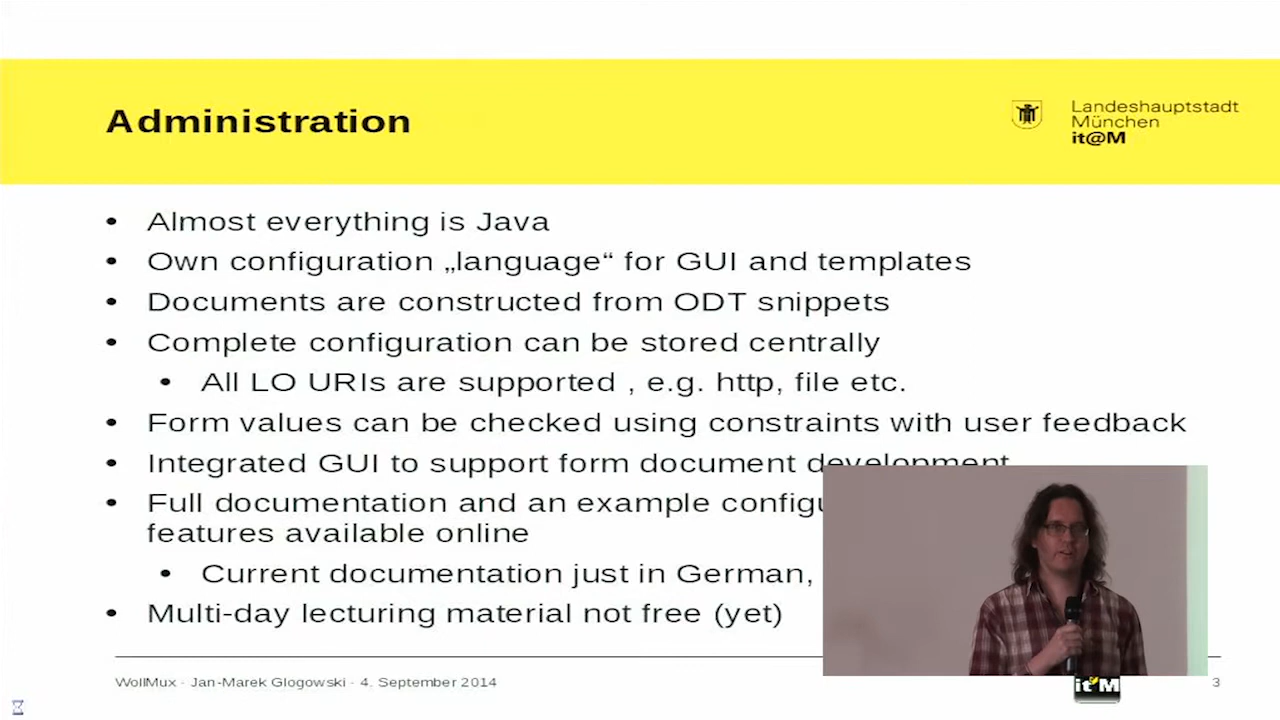 Administration
Landeshauptstadt
München
it@M
• Almost everything is Java
• Own configuration „language“ for GUI and templates
• Documents are constructed from ODT snippets
• Complete configuration can be stored centrally
• All LO URIs are supported , e.g. http, file etc.
• Form values can be checked using constraints with user feedback
• Integrated GUI to support form document development
• Full documentation and an example
features available online
• Current documentation just in German,
• Multi-day lecturing material not free (yet)
WollMux · Jan-Marek Glogowski · 4. September 2014
it@M
3